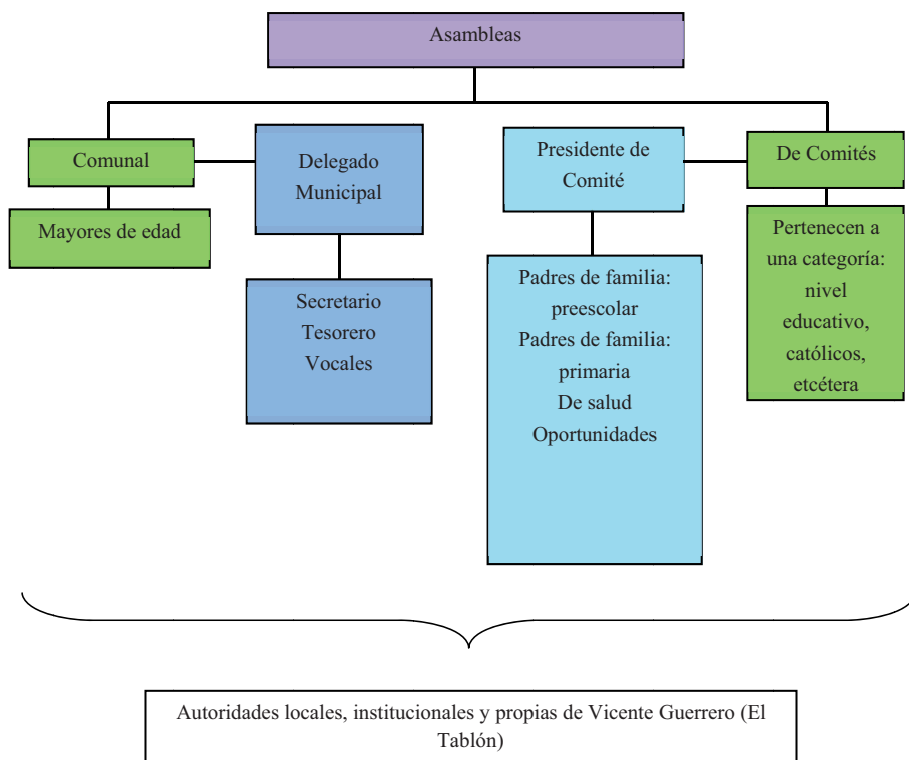 Asambleas
Comunal
Mayores de edad
Delegado
Municipal
Secretario
Tesorero
Vocales
Presidente de
Comité
Padres de familia:
preescolar
Padres de familia:
primaria
De salud
Oportunidades
De Comités
Pertenecen a
una categoría:
nivel
educativo,
católicos,
etcétera
Autoridades locales, institucionales y propias de Vicente Guerrero (El
Tablón)